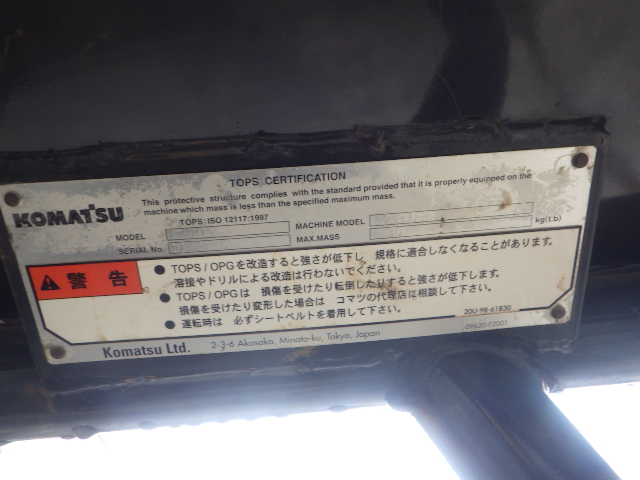 TOPS CERTIFICATION
This protective structure complies with the standard provided that it is properly equipped on the
machine which mass is less than the specified maximum mass.
KOMATSU
TOPS: ISO 12117:1997
MODEL
MACHINE MODEL
SERIAL No.
MAX.MASS
kg(Lb)
警告
● TOPS/OPGを改造すると強さが低下し 規格に適合しなくなることがあります。
溶接やドリルによる改造は行わないでください。
● TOPS/OPGは 損傷を受けたり転倒したりすると強さが低下します。
損傷を受けたり変形した場合は コマツの代理店に相談して下さい。
● 運転時は 必ずシートベルトを着用して下さい。
20U-98-61830
09620-F2001
Komatsu Ltd.
2-3-6 Akasaka, Minato-ku, Tokyo, Japan